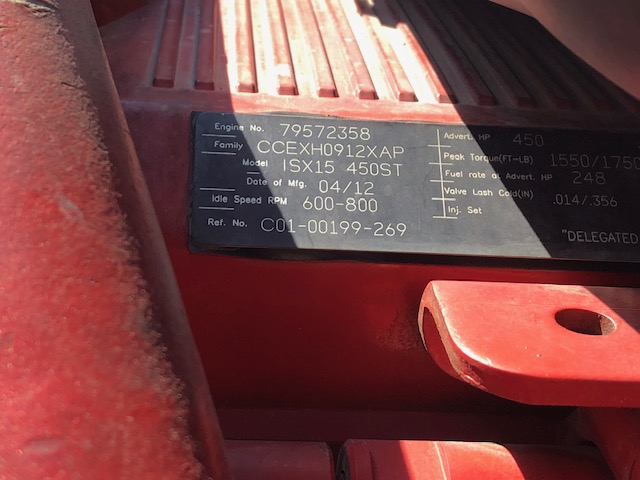 Engine No. 79572358
Family CCEXH0912XAP
Model ISX15 450ST
Date of Mfg. 04/12
Idle Speed RPM 600-800
Ref. No. C01-00199-269
Advert. HP 450
Peak Torque(FT-LB) 1550/1750
Fuel rate at Advert. HP 248
Valve Lash Cold(IN) .014/.356
Inj. Set
"DELEGATED